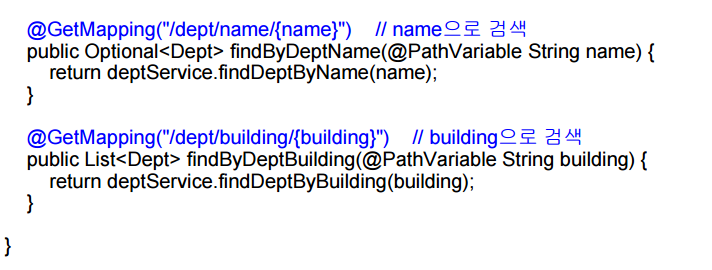 @GetMapping("/dept/name/{name}")    // name으로 검색
public Optional<Dept> findByDeptName(@PathVariable String name) {
    return deptService.findDeptByName(name);
}
@GetMapping("/dept/building/{building}")    // building으로 검색
public List<Dept> findByDeptBuilding(@PathVariable String building) {
    return deptService.findDeptByBuilding(building);
}
}